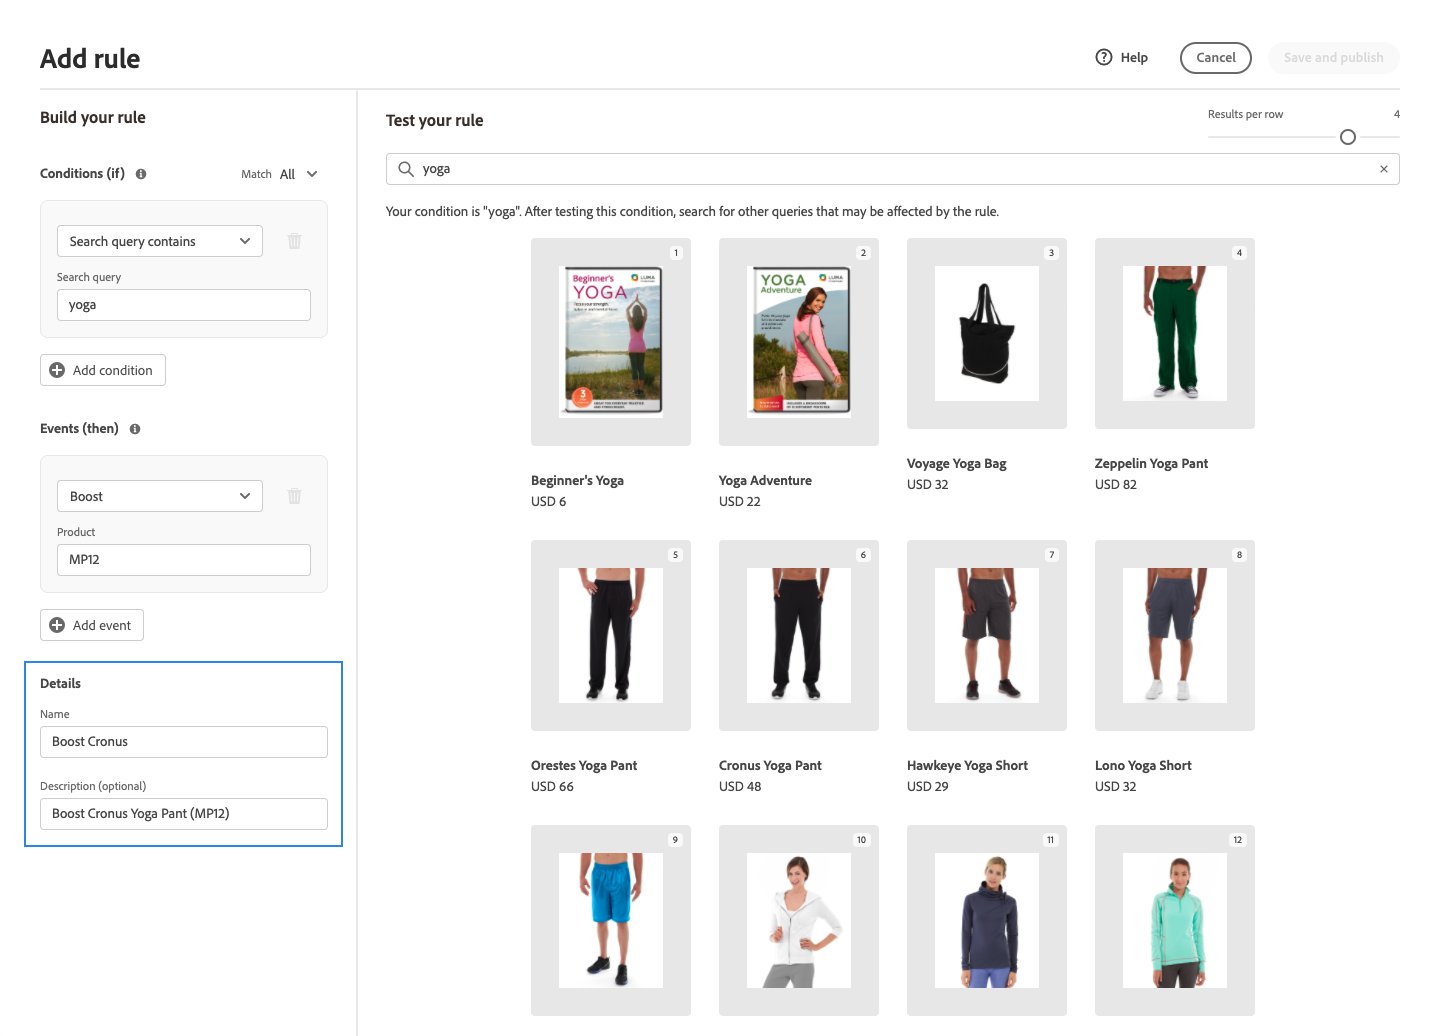 Add rule
Help
Cancel
Save and publish
Build your rule
Conditions (if)
Match All
Search query contains
Search query
yoga
Add condition
Events (then)
Boost
Product
MP12
Add event
Details
Name
Boost Cronus
Description (optional)
Boost Cronus Yoga Pant (MP12)
Test your rule
Results per row
4
yoga
Your condition is "yoga". After testing this condition, search for other queries that may be affected by the rule.
1
Beginner's
YOGA
LUMA
3
Beginner's Yoga
USD 6
2
YOGA
Adventure
LUMA
Yoga Adventure
USD 22
3
Voyage Yoga Bag
USD 32
4
Zeppelin Yoga Pant
USD 82
5
Orestes Yoga Pant
USD 66
6
Cronus Yoga Pant
USD 48
7
Hawkeye Yoga Short
USD 29
8
Lono Yoga Short
USD 32
9
10
11
12